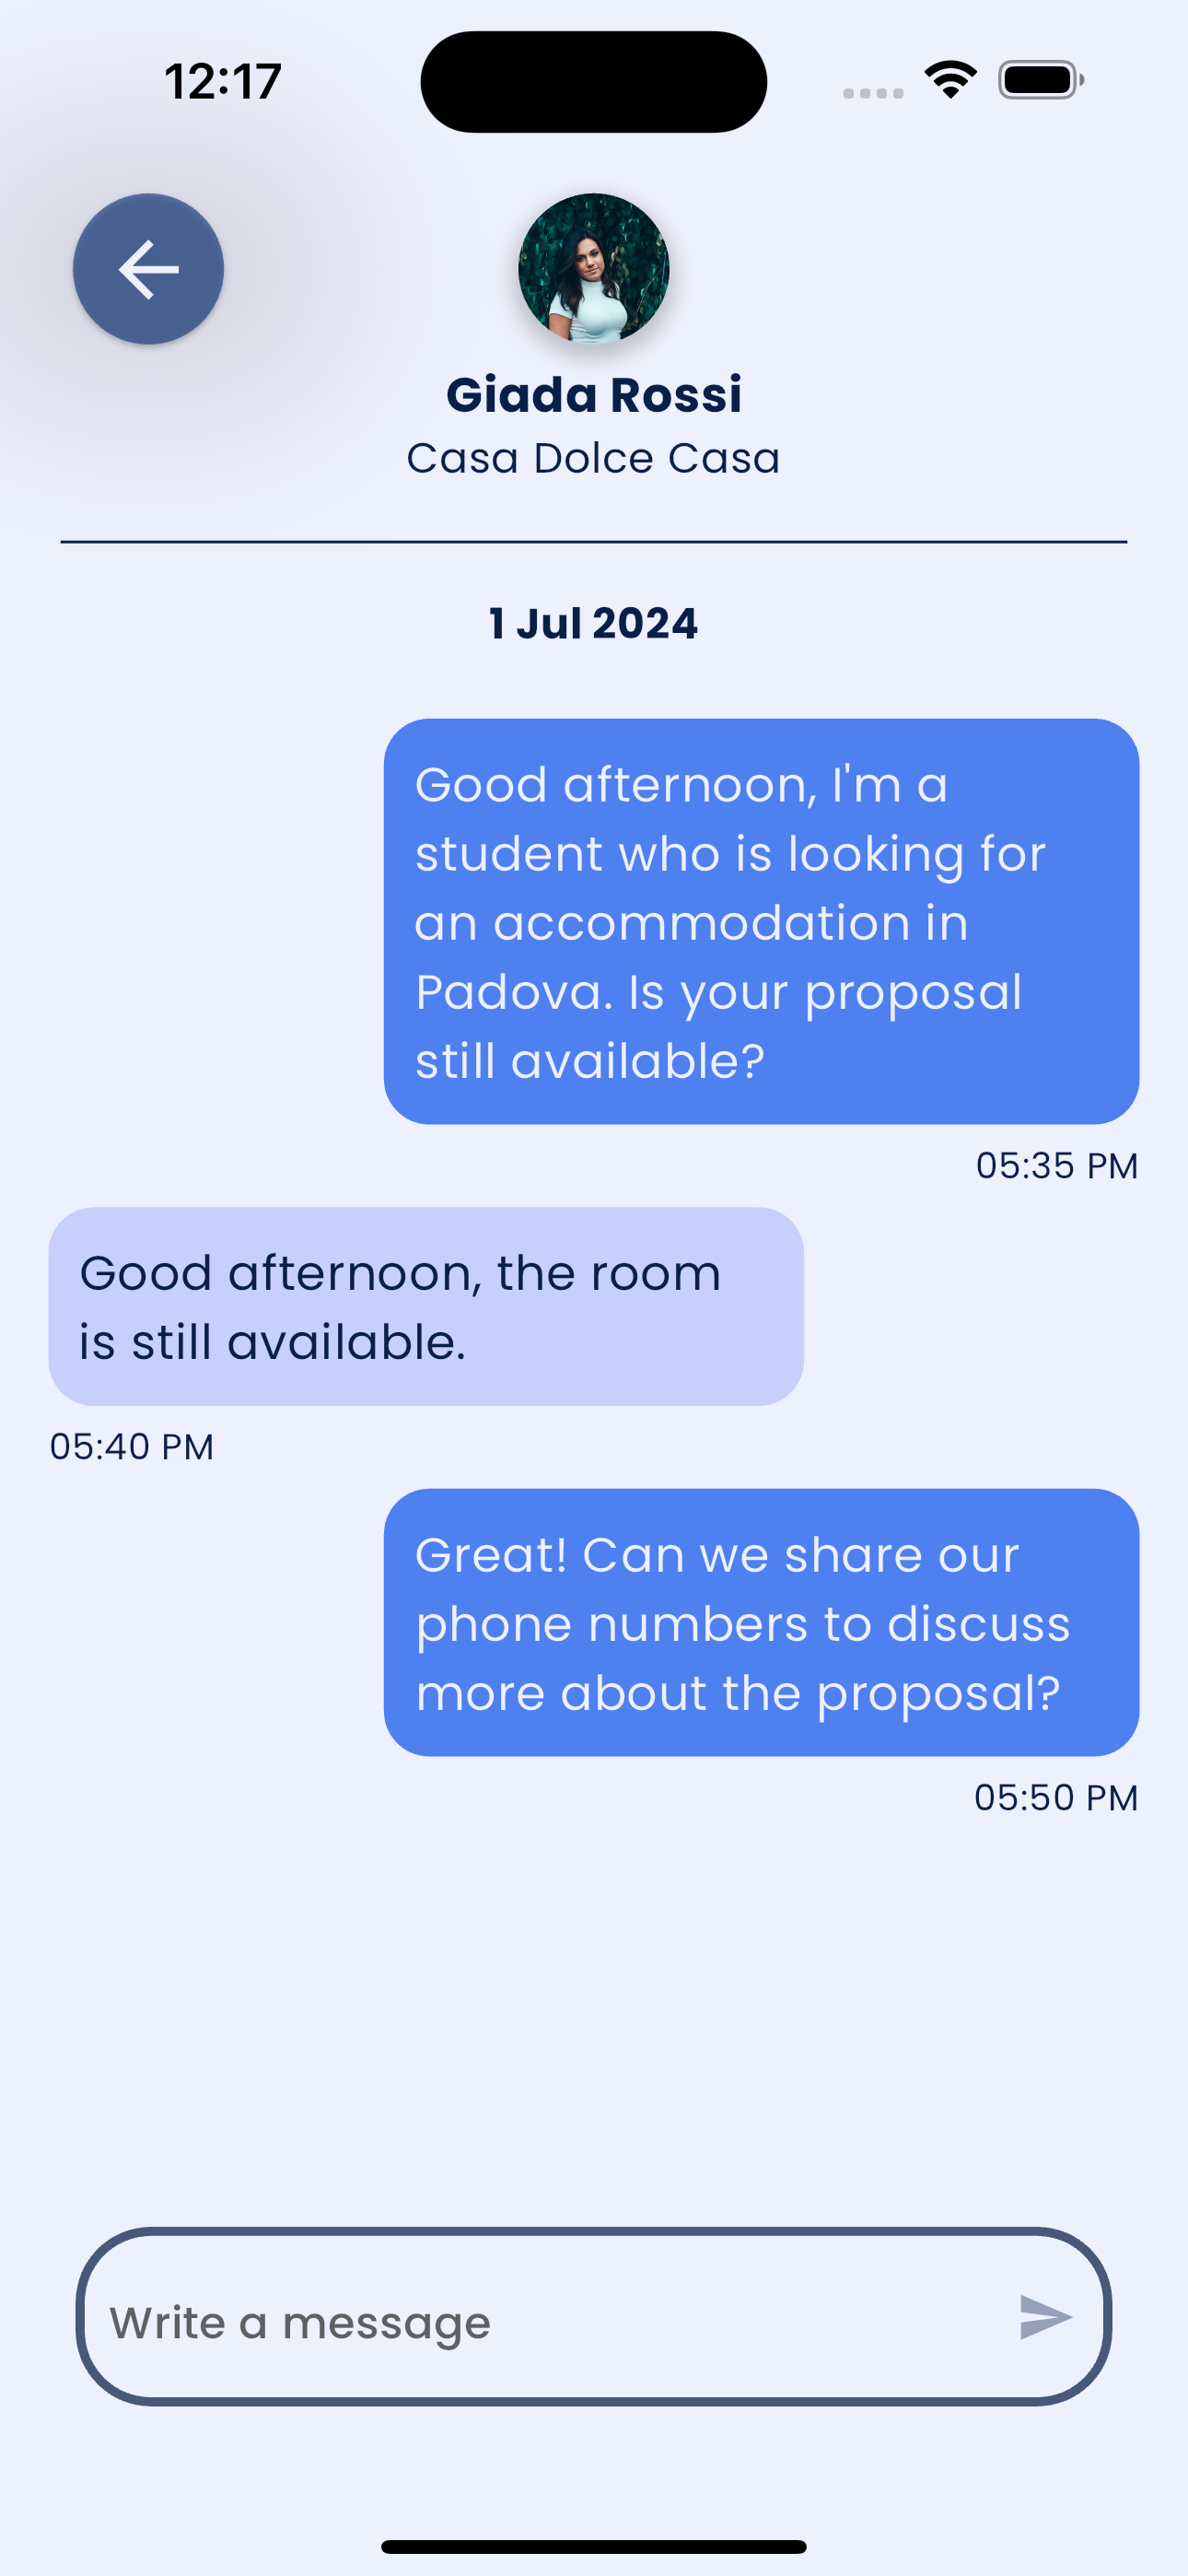 12:17
Giada Rossi
Casa Dolce Casa
1 Jul 2024
Good afternoon, I'm a
student who is looking for
an accommodation in
Padova. Is your proposal
still available?
05:35 PM
Good afternoon, the room
is still available.
05:40 PM
Great! Can we share our
phone numbers to discuss
more about the proposal?
05:50 PM
Write a message